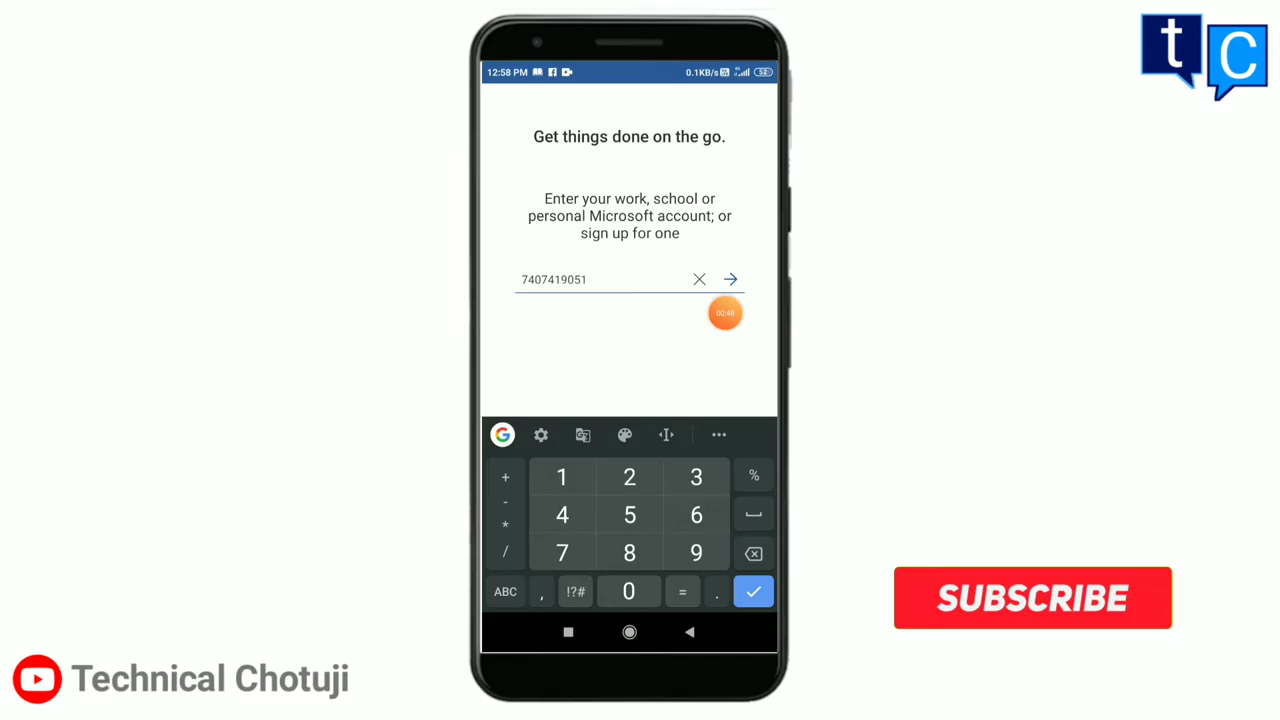 t
C
12:58 PM
0.1KB/s
52
Get things done on the go.
Enter your work, school or
personal Microsoft account; or
sign up for one
7407419051
00:48
G
+ 1 2 3 %
- 4 5 6
*
/ 7 8 9
ABC , !?# 0 = .
SUBSCRIBE
Technical Chotuji